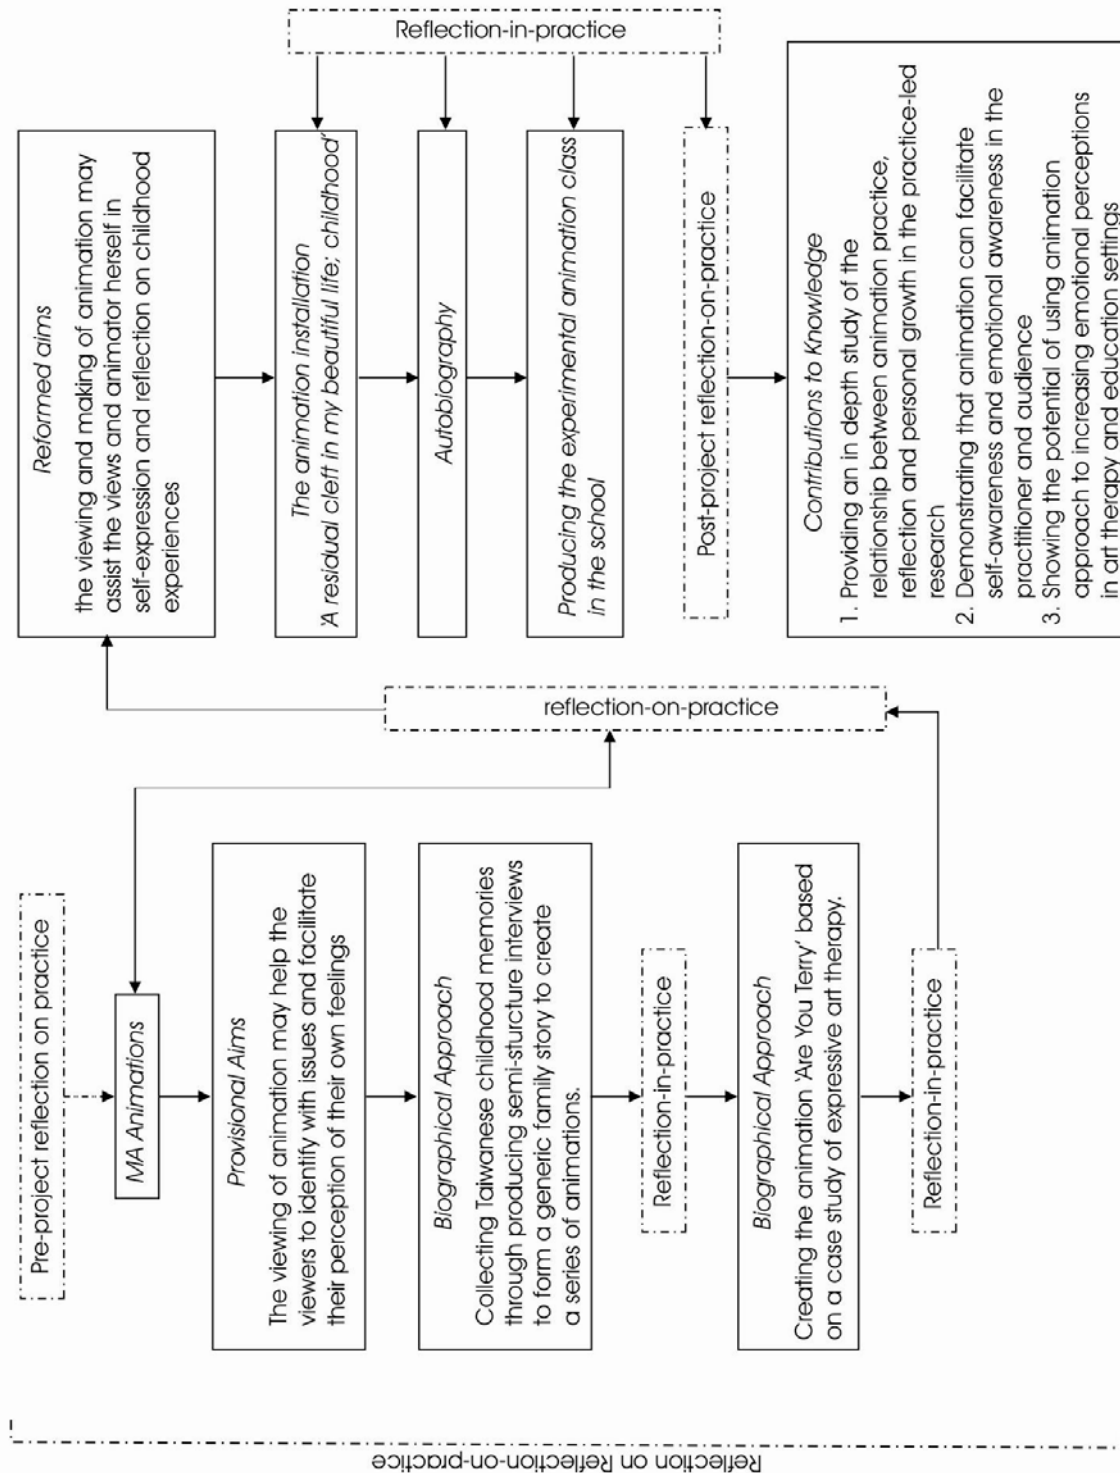 Reflection on Reflection-on-practice
Pre-project reflection on practice
MA Animations
Provisional Aims
The viewing of animation may help the
viewers to identify with issues and facilitate
their perception of their own feelings
Biographical Approach
Collecting Taiwanese childhood memories
through producing semi-sturcture interviews
to form a generic family story to create
a series of animations.
Reflection-in-practice
Biographical Approach
Creating the animation 'Are You Terry' based
on a case study of expressive art therapy.
Reflection-in-practice
reflection-on-practice
Reformed aims
the viewing and making of animation may
assist the views and animator herself in
self-expression and reflection on childhood
experiences
The animation installation
'A residual cleft in my beautiful life; childhood'
Autobiography
Producing the experimental animation class
in the school
Reflection-in-practice
Post-project reflection-on-practice
Contributions to Knowledge
1. Providing an in depth study of the
relationship between animation practice,
reflection and personal growth in the practice-led
research
2. Demonstrating that animation can facilitate
self-awareness and emotional awareness in the
practitioner and audience
3. Showing the potential of using animation
approach to increasing emotional perceptions
in art therapy and education settings